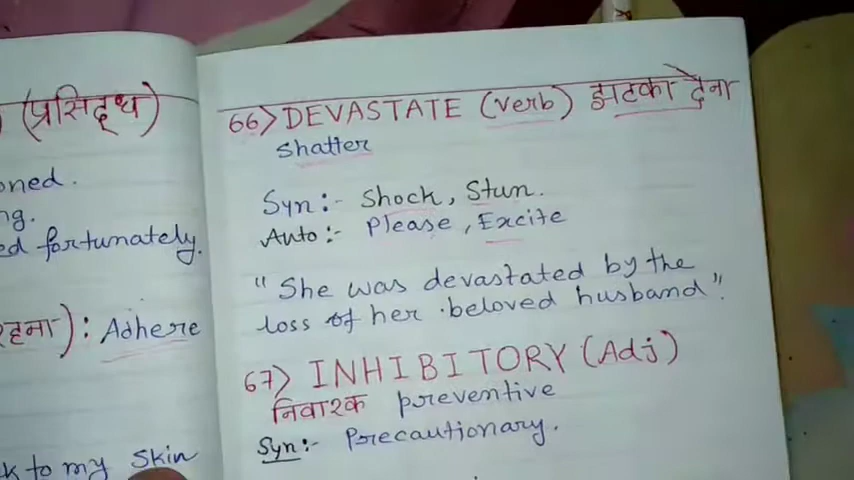 (प्रसिद्ध)
oned.
ng.
ed fortunately.
रहना): Adhere
k to my skin
66> DEVASTATE (verb) झटका देना
shatter
Syn:- Shock, Stun.
Auto:- Please, Excite
"She was devastated by the
loss of her beloved husband".
67> INHIBITORY (Adj)
निवारक preventive
Syn:- Precautionary.